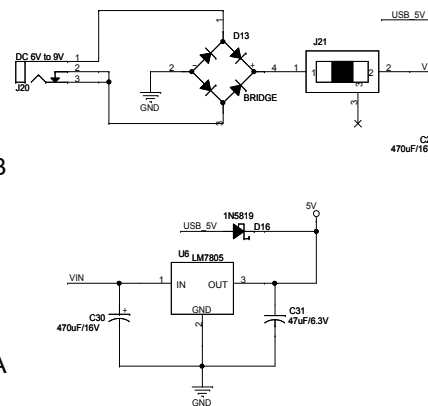 USB_5V
1
D13
J21
DC 6V to 9V
1
2
3
J20
2
-
+
4
1
1
2
2
V
3
GND
BRIDGE
3
3
C2
470uF/16
B
5V
1N5819
USB_5V
D16
U6
LM7805
VIN
1
IN
OUT
3
GND
C30
+
470uF/16V
2
C31
47uF/6.3V
A
GND